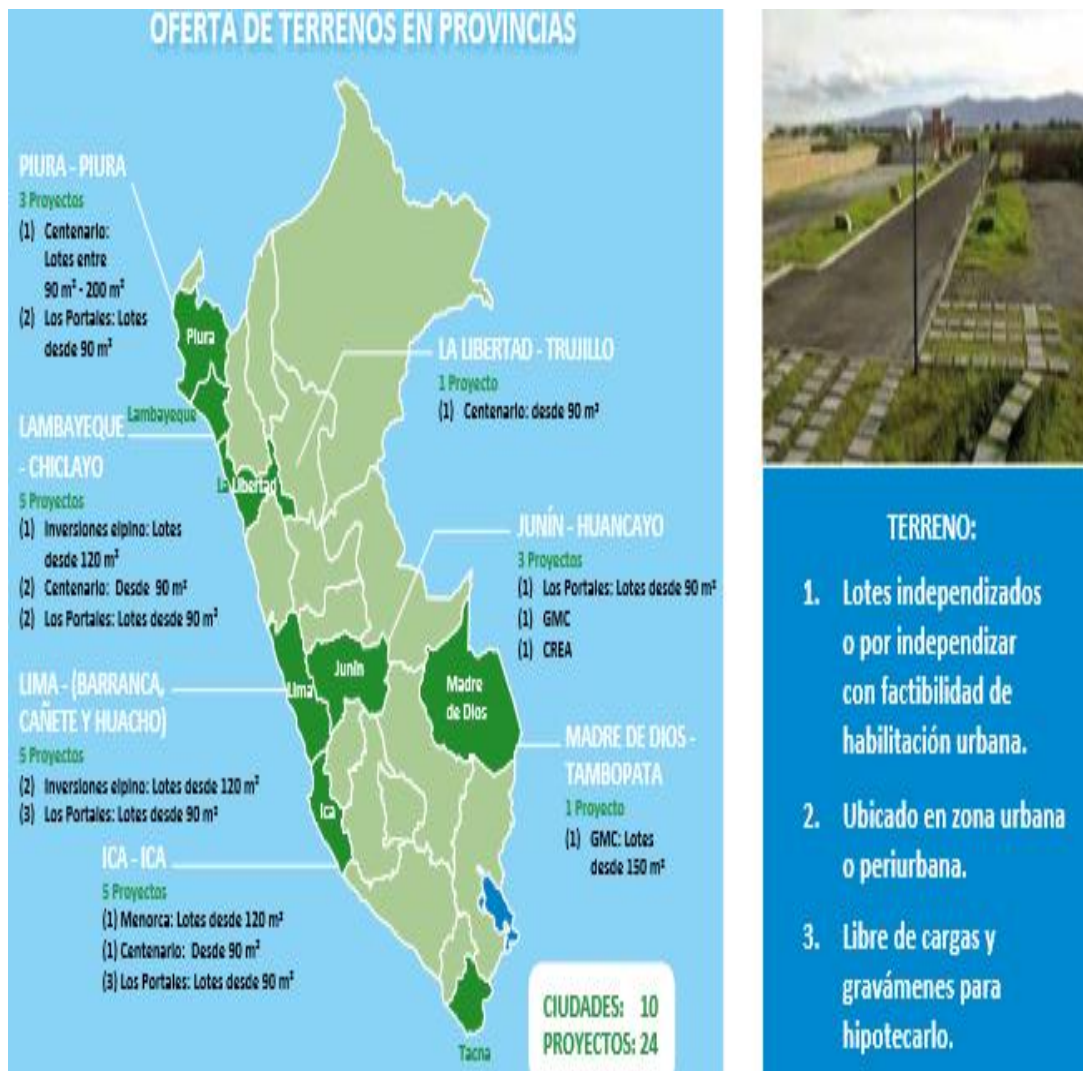 OFERTA DE TERRENOS EN PROVINCIAS
PIURA - PIURA
3 Proyectos
(1) Centenario:
Lotes entre
90 m² - 200 m²
(2) Los Portales: Lotes
desde 90 m²
LAMBAYEQUE
- CHICLAYO
5 Proyectos
(1) Inversiones elpino: Lotes
desde 120 m²
(2) Centenario: Desde 90 m²
(2) Los Portales: Lotes desde 90 m²
LIMA - (BARRANCA,
CAÑETE Y HUACHO)
5 Proyectos
(2) Inversiones elpino: Lotes desde 120 m²
(3) Los Portales: Lotes desde 90 m²
ICA - ICA
5 Proyectos
(1) Menorca: Lotes desde 120 m²
(1) Centenario: Desde 90 m²
(3) Los Portales: Lotes desde 90 m²
LA LIBERTAD - TRUJILLO
1 Proyecto
(1) Centenario: desde 90 m²
JUNÍN - HUANCAYO
3 Proyectos
(1) Los Portales: Lotes desde 90 m²
(1) GMC
(1) CREA
MADRE DE DIOS -
TAMBOPATA
1 Proyecto
(1) GMC: Lotes
desde 150 m²
Piura
Lambayeque
La Libertad
Lima
Junín
Madre
de Dios
Ica
Tacna
CIUDADES: 10
PROYECTOS: 24
TERRENO:
1. Lotes independizados
o por independizar
con factibilidad de
habilitación urbana.
2. Ubicado en zona urbana
o periurbana.
3. Libre de cargas y
gravámenes para
hipotecarlo.